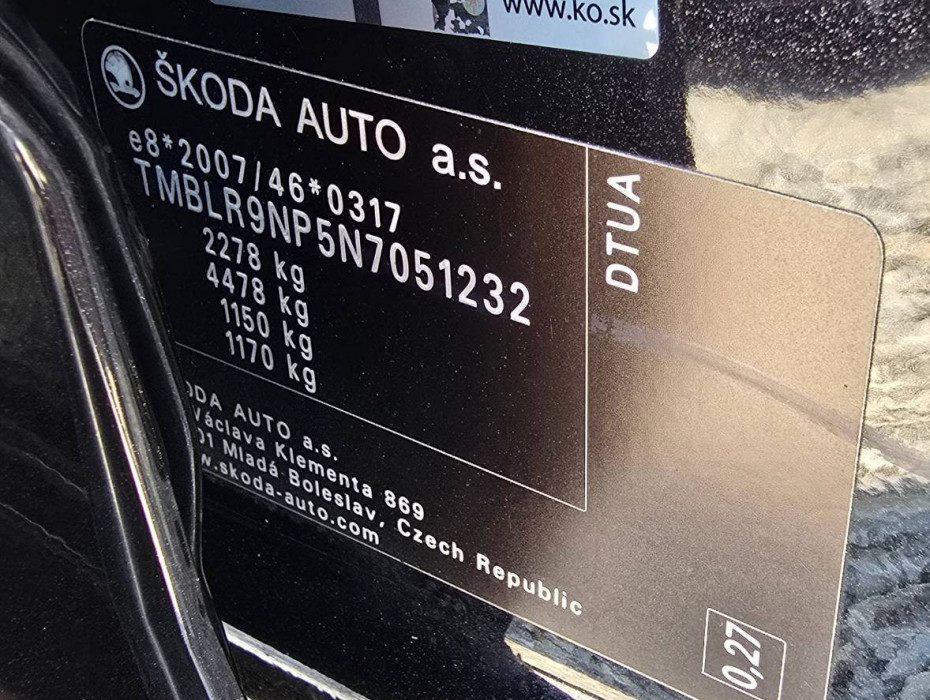 www.ko.sk
ŠKODA AUTO a.s.
e8*2007/46*0317
TMBLR9NP5N7051232
2278 kg
4478 kg
1150 kg
1170 kg
DTUA
AUTO a.s.
Václava Klementa 869
Mladá Boleslav, Czech Republic
.skoda-auto.com
0,27